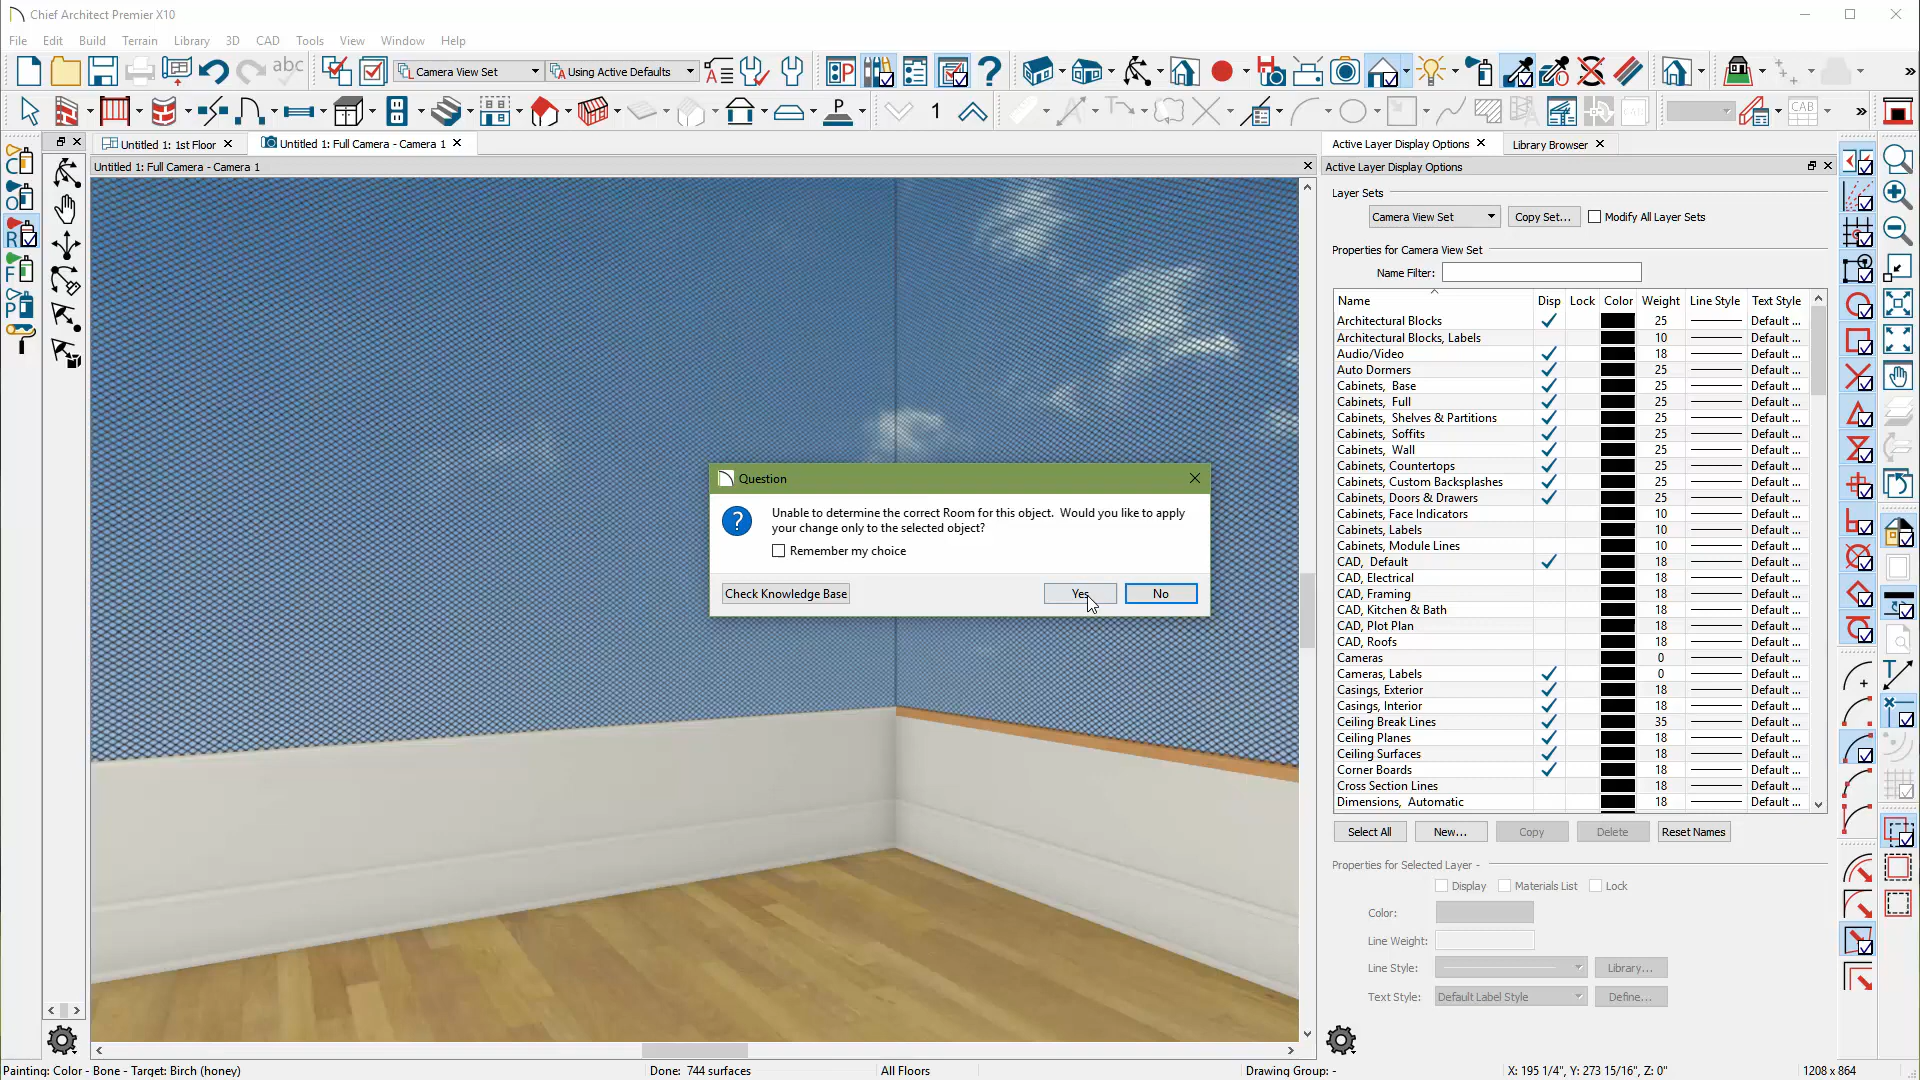 Chief Architect Premier X10
File Edit Build Terrain Library 3D CAD Tools View Window Help
abc Camera View Set Using Active Defaults
P 1 CAB
Untitled 1: 1st Floor Untitled 1: Full Camera - Camera 1
Untitled 1: Full Camera - Camera 1
C
O
R
F
P
Question
Unable to determine the correct Room for this object. Would you like to apply
your change only to the selected object?
Remember my choice
Check Knowledge Base Yes No
Active Layer Display Options Library Browser
Active Layer Display Options
Layer Sets
Camera View Set Copy Set... Modify All Layer Sets
Properties for Camera View Set
Name Filter:
Name Disp Lock Color Weight Line Style Text Style
Architectural Blocks 25 Default ...
Architectural Blocks, Labels 10 Default ...
Audio/Video 18 Default ...
Auto Dormers 25 Default ...
Cabinets, Base 25 Default ...
Cabinets, Full 25 Default ...
Cabinets, Shelves & Partitions 25 Default ...
Cabinets, Soffits 25 Default ...
Cabinets, Wall 25 Default ...
Cabinets, Countertops 25 Default ...
Cabinets, Custom Backsplashes 25 Default ...
Cabinets, Doors & Drawers 25 Default ...
Cabinets, Face Indicators 10 Default ...
Cabinets, Labels 10 Default ...
Cabinets, Module Lines 10 Default ...
CAD, Default 18 Default ...
CAD, Electrical 18 Default ...
CAD, Framing 18 Default ...
CAD, Kitchen & Bath 18 Default ...
CAD, Plot Plan 18 Default ...
CAD, Roofs 18 Default ...
Cameras 0 Default ...
Cameras, Labels 0 Default ...
Casings, Exterior 18 Default ...
Casings, Interior 18 Default ...
Ceiling Break Lines 35 Default ...
Ceiling Planes 18 Default ...
Ceiling Surfaces 18 Default ...
Corner Boards 18 Default ...
Cross Section Lines 18 Default ...
Dimensions, Automatic 18 Default ...
Select All New... Copy Delete Reset Names
Properties for Selected Layer -
Display Materials List Lock
Color:
Line Weight:
Line Style: Library...
Text Style: Default Label Style Define...
Painting: Color - Bone - Target: Birch (honey) Done: 744 surfaces All Floors Drawing Group: - X: 195 1/4", Y: 273 15/16", Z: 0" 1208 x 864